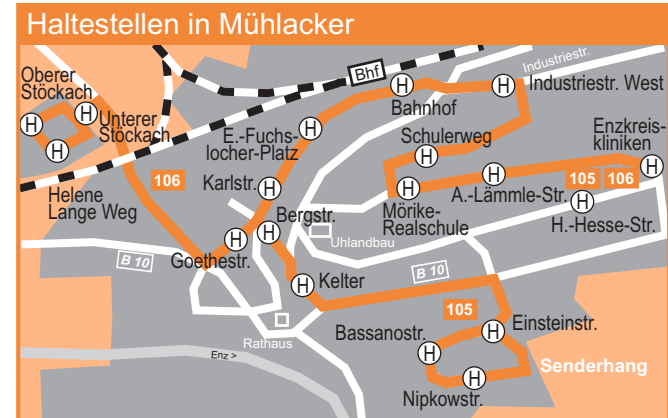 Haltestellen in Mühlacker
Oberer
Stöckach
H
H
H
Unterer
Stöckach
Helene
Lange Weg
106
Bhf
H
Bahnhof
Industriestr.
H
Industriestr. West
E.-Fuchs-
locher-Platz
H
Schulerweg
H
Enzkreis-
kliniken
H
Karlstr.
H
Mörike-
Realschule
H
A.-Lämmle-Str.
H
105
106
H.-Hesse-Str.
H
Bergstr.
H
Uhlandbau
Goethestr.
H
B 10
B 10
Kelter
H
Rathaus
Enz >
105
Einsteinstr.
H
Bassanostr.
H
Nipkowstr.
H
Senderhang